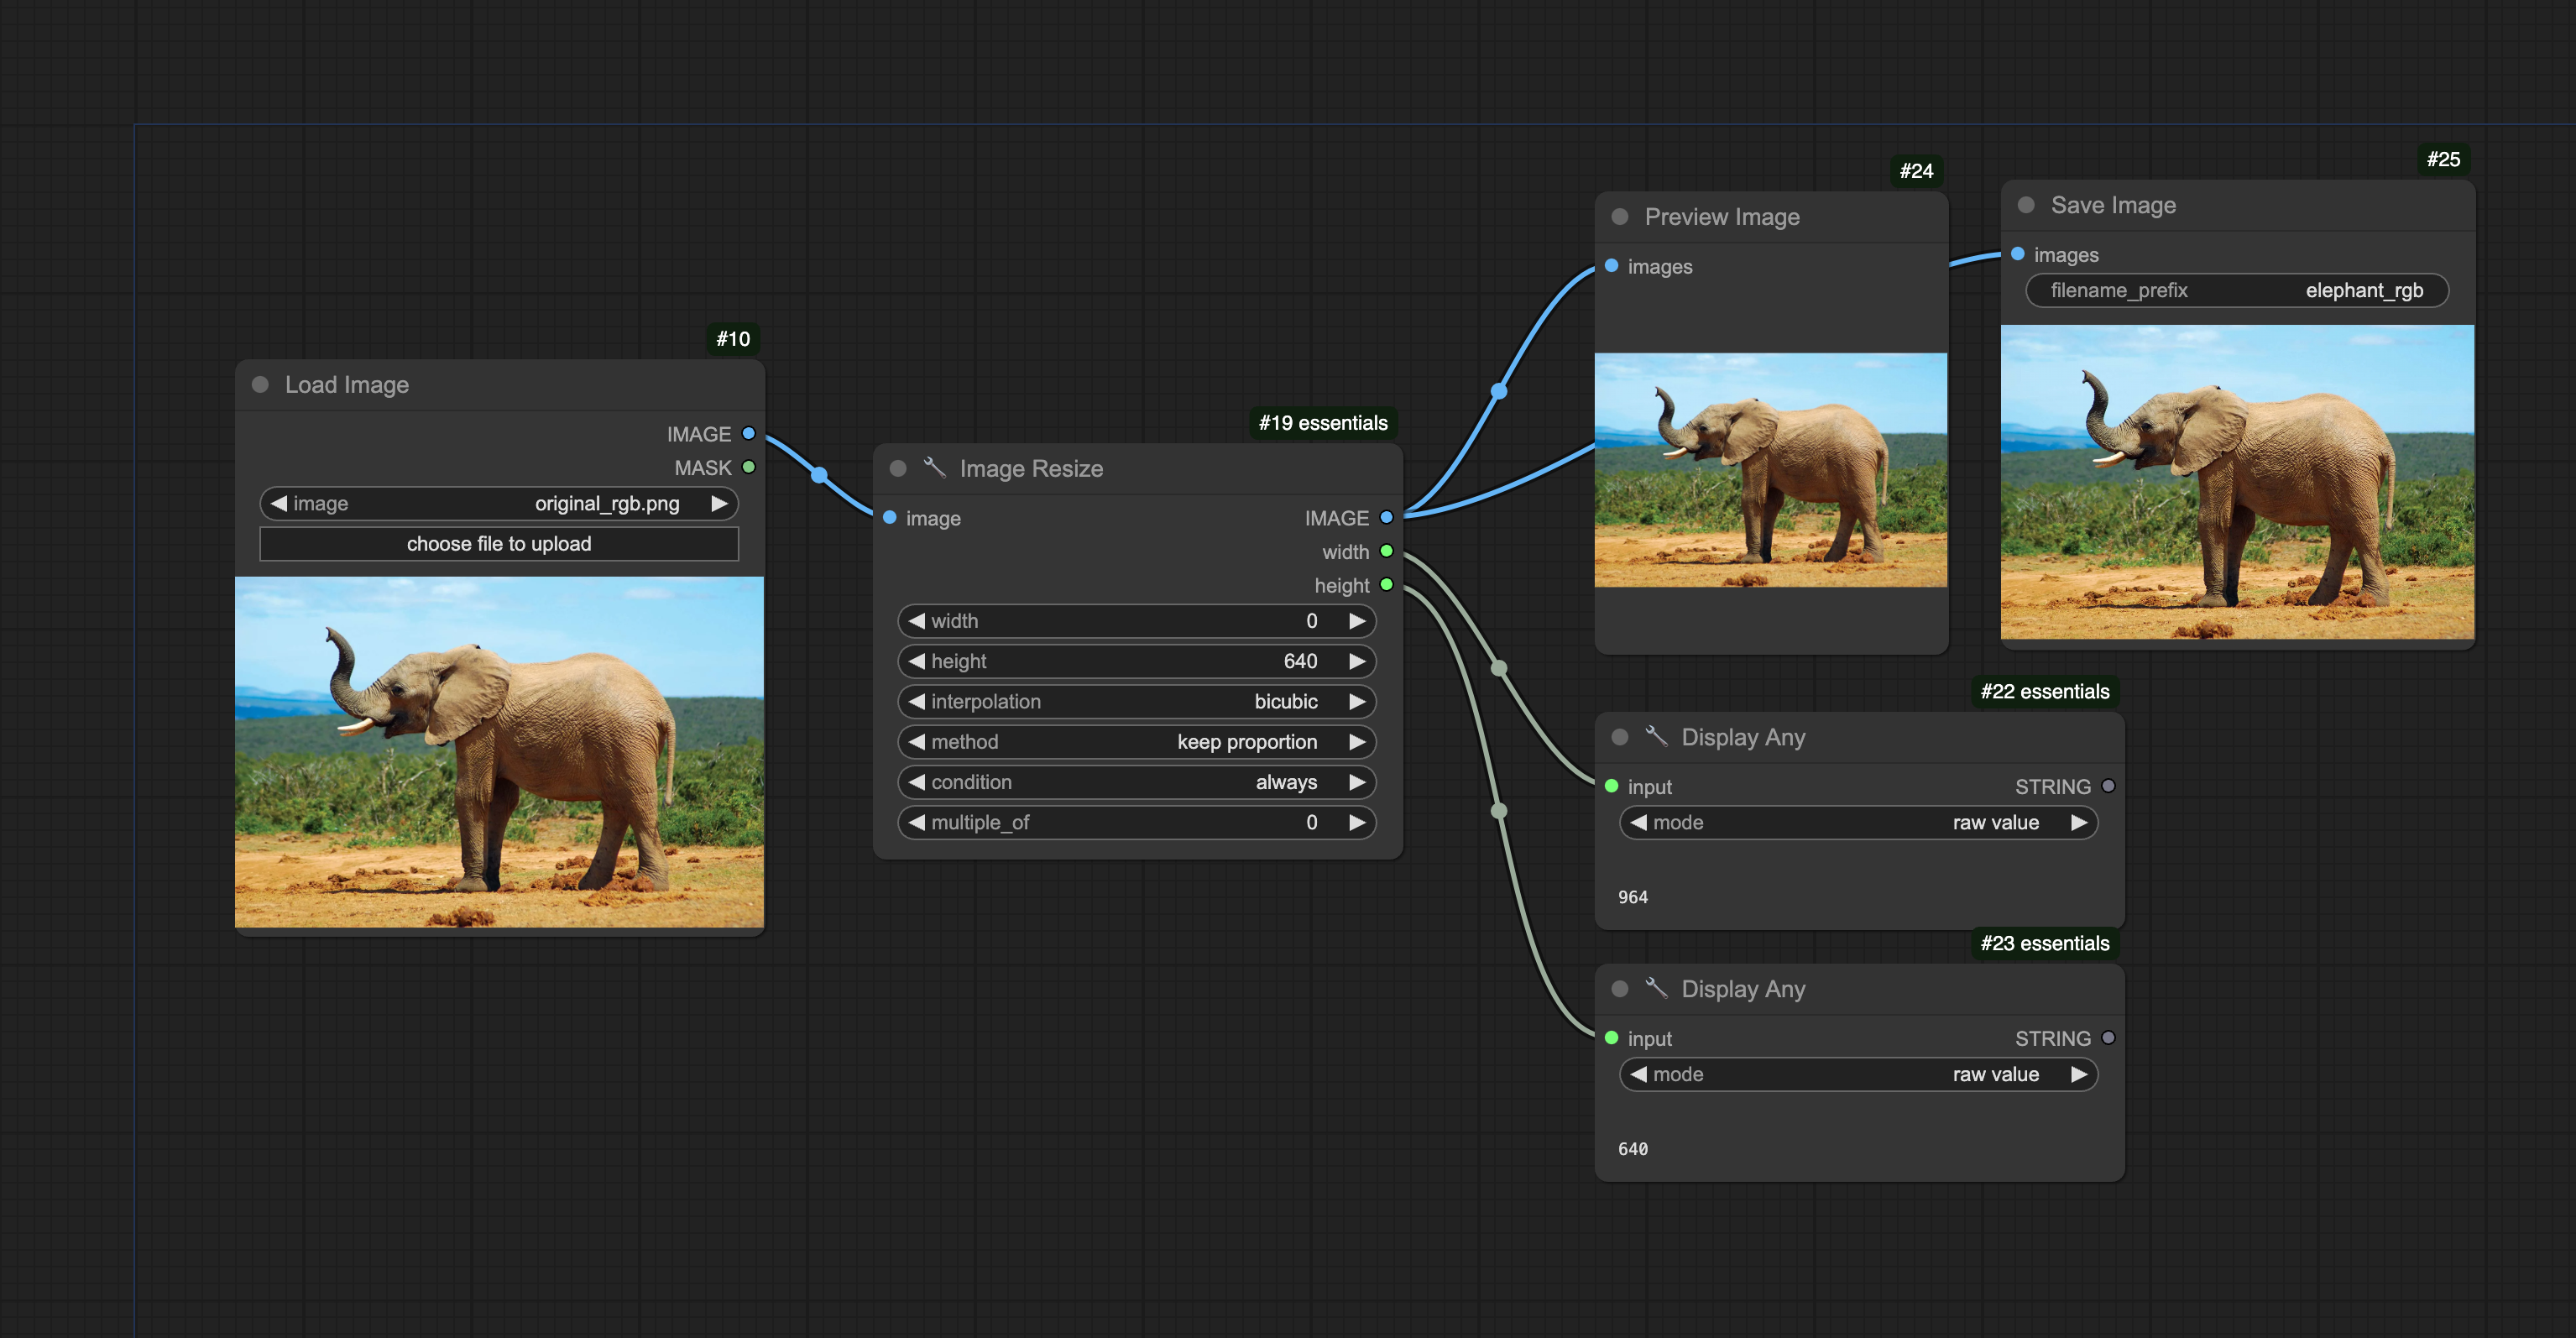 #10
Load Image
IMAGE
MASK
image original_rgb.png
choose file to upload
#19 essentials
Image Resize
image IMAGE
width
height
width 0
height 640
interpolation bicubic
method keep proportion
condition always
multiple_of 0
#24
Preview Image
images
#25
Save Image
images
filename_prefix elephant_rgb
#22 essentials
Display Any
input STRING
mode raw value
964
#23 essentials
Display Any
input STRING
mode raw value
640